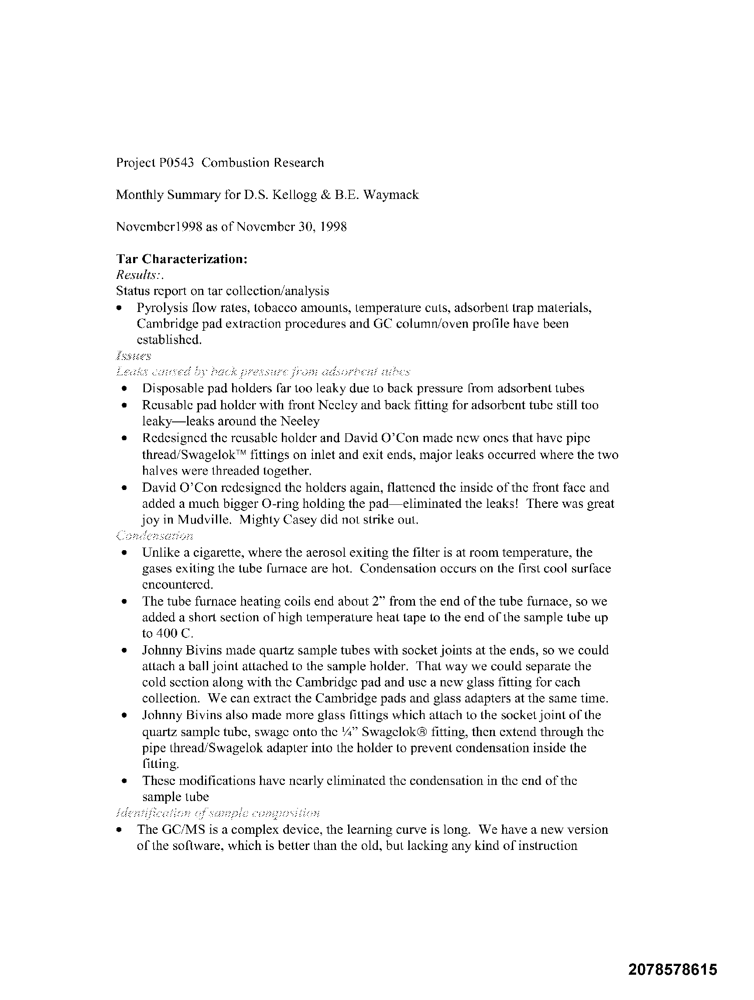 Project P0543 Combustion Research
Monthly Summary for D.S. Kellogg & B.E. Waymack
November1998 as of November 30, 1998
Tar Characterization:
Results:.
Status report on tar collection/analysis
• Pyrolysis flow rates, tobacco amounts, temperature cuts, adsorbent trap materials,
Cambridge pad extraction procedures and GC column/oven profile have been
established.
Issues
Leaks caused by back pressure from adsorbent tubes
• Disposable pad holders far too leaky due to back pressure from adsorbent tubes
• Reusable pad holder with front Neeley and back fitting for adsorbent tube still too
leaky—leaks around the Neeley
• Redesigned the reusable holder and David O’Con made new ones that have pipe
thread/Swagelok™ fittings on inlet and exit ends, major leaks occurred where the two
halves were threaded together.
• David O’Con redesigned the holders again, flattened the inside of the front face and
added a much bigger O-ring holding the pad—eliminated the leaks! There was great
joy in Mudville. Mighty Casey did not strike out.
Condensation
• Unlike a cigarette, where the aerosol exiting the filter is at room temperature, the
gases exiting the tube furnace are hot. Condensation occurs on the first cool surface
encountered.
• The tube furnace heating coils end about 2” from the end of the tube furnace, so we
added a short section of high temperature heat tape to the end of the sample tube up
to 400 C.
• Johnny Bivins made quartz sample tubes with socket joints at the ends, so we could
attach a ball joint attached to the sample holder. That way we could separate the
cold section along with the Cambridge pad and use a new glass fitting for each
collection. We can extract the Cambridge pads and glass adapters at the same time.
• Johnny Bivins also made more glass fittings which attach to the socket joint of the
quartz sample tube, swage onto the ¼” Swagelok® fitting, then extend through the
pipe thread/Swagelok adapter into the holder to prevent condensation inside the
fitting.
• These modifications have nearly eliminated the condensation in the end of the
sample tube
Identification of sample composition
• The GC/MS is a complex device, the learning curve is long. We have a new version
of the software, which is better than the old, but lacking any kind of instruction
2078578615